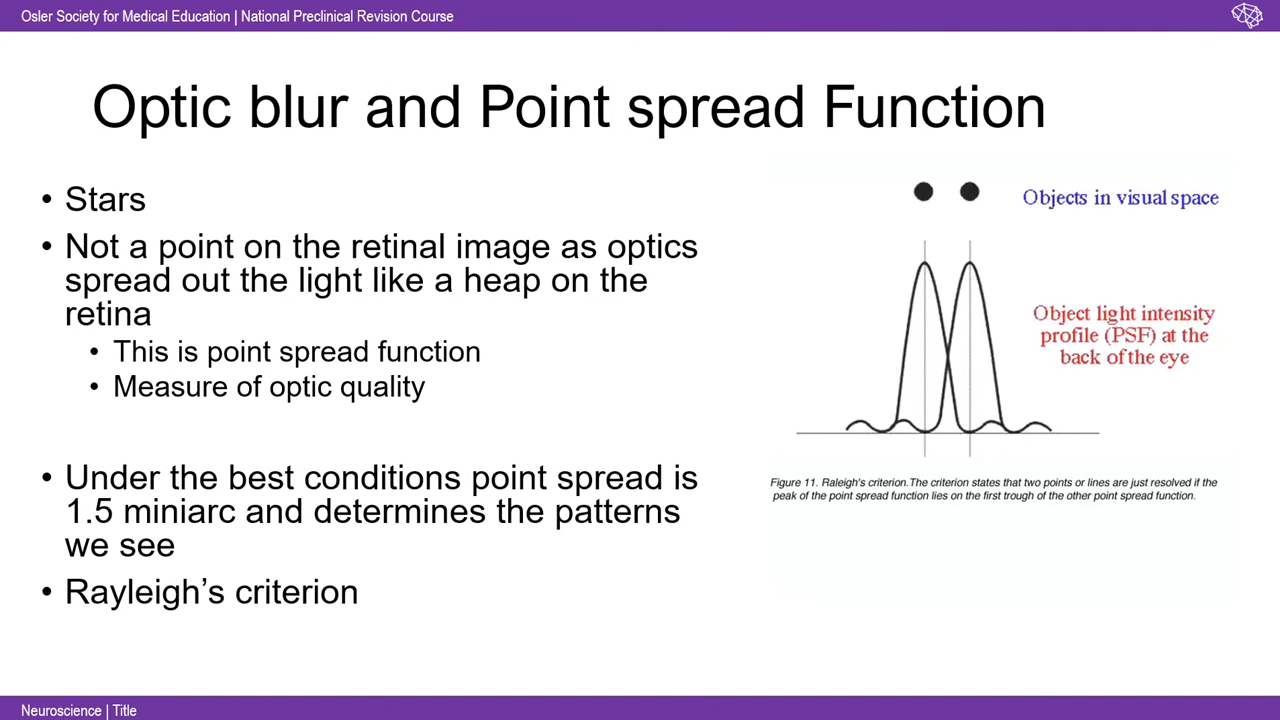 Osler Society for Medical Education | National Preclinical Revision Course
Optic blur and Point spread Function
• Stars
• Not a point on the retinal image as optics
spread out the light like a heap on the
retina
• This is point spread function
• Measure of optic quality
• Under the best conditions point spread is
1.5 miniarc and determines the patterns
we see
• Rayleigh’s criterion
Objects in visual space
Object light intensity
profile (PSF) at the
back of the eye
Figure 11. Raleigh's criterion.The criterion states that two points or lines are just resolved if the
peak of the point spread function lies on the first trough of the other point spread function.
Neuroscience | Title